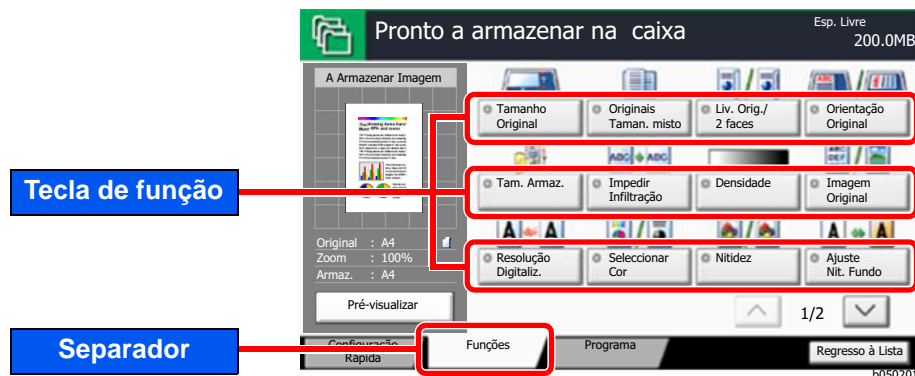 Pronto a armazenar na caixa
Esp. Livre
200.0MB
A Armazenar Imagem
Tamanho
Original
Originais
Taman. misto
Liv. Orig./
2 faces
Orientação
Original
Tecla de função
Tam. Armaz.
Impedir
Infiltração
Densidade
Imagem
Original
Original : A4
Zoom : 100%
Armaz. : A4
Resolução
Digitaliz.
Seleccionar
Cor
Nitidez
Ajuste
Nit. Fundo
Pré-visualizar
1/2
Separador
Configuração
Rápida
Funções
Programa
Regresso à Lista
b050201